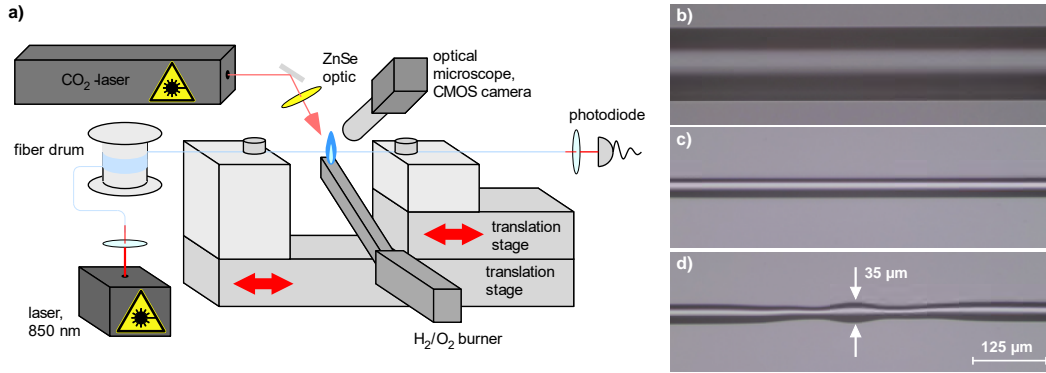 a)
CO2-laser
ZnSe
optic
optical
microscope,
CMOS camera
photodiode
fiber drum
translation
stage
translation
stage
laser,
850 nm
H2/O2 burner
b)
c)
d)
35 µm
125 µm